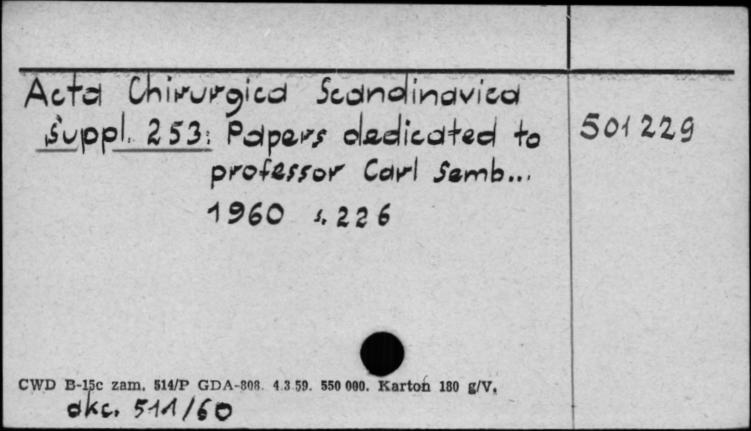 Acta Chirurgica Scandinavica
Suppl. 253: Papers dedicated to
501229
professor Carl Semb...
1960 s. 226
CWD B-15c zam. 514/P GDA-808. 4.3.59. 550 000. Karton 180 g/V.
akc. 511/60